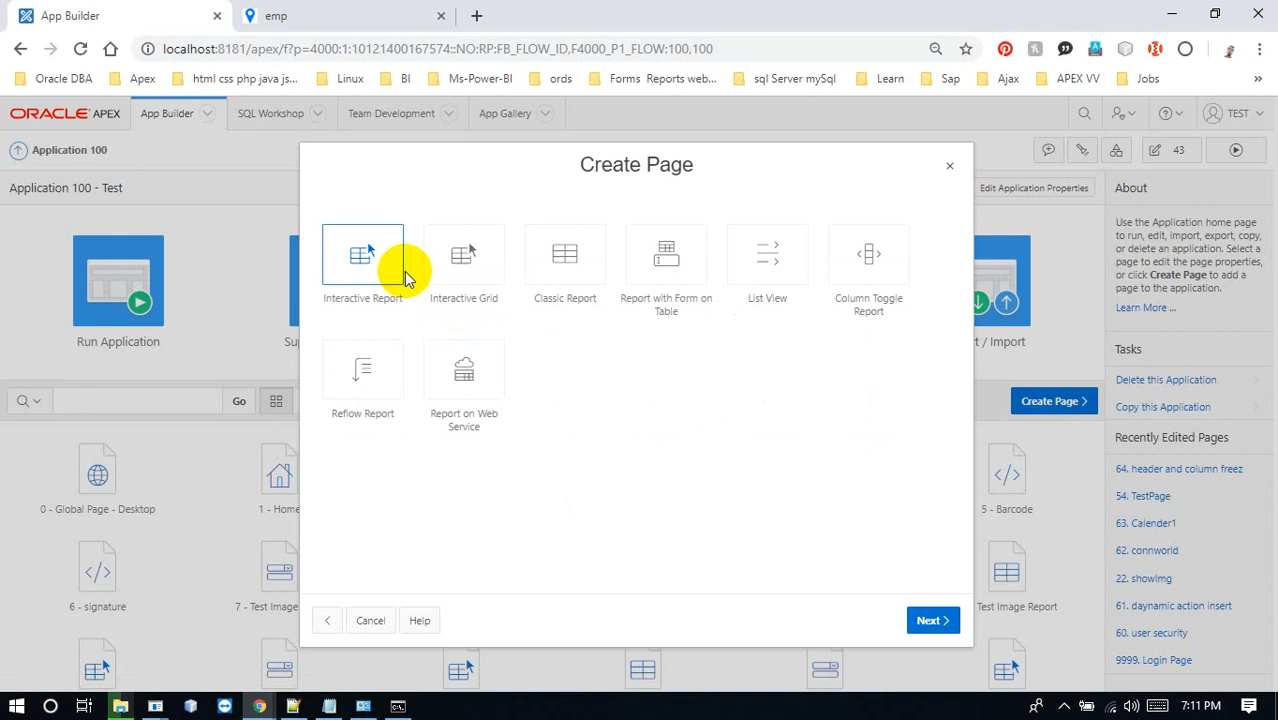 App Builder
emp
localhost:8181/apex/f?p=4000:1:10121400167574::NO:RP:FB_FLOW_ID,F4000_P1_FLOW:100,100
Oracle DBA
Apex
html css php java js...
Linux
BI
Ms-Power-BI
ords
Forms Reports web...
sql Server mySql
Learn
Sap
Ajax
APEX VV
Jobs
»
ORACLE APEX
App Builder
SQL Workshop
Team Development
App Gallery
TEST
Application 100
43
Application 100 - Test
Edit Application Properties
About
Use the Application home page
to run, edit, import, export, copy,
or delete an application. Select a
page to edit the page properties,
or click Create Page to add a
page to the application.
Learn More ...
Create Page
Interactive Report
Interactive Grid
Classic Report
Report with Form on
Table
List View
Column Toggle
Report
Reflow Report
Report on Web
Service
Run Application
Su
t / Import
Go
Create Page
Tasks
Delete this Application
Copy this Application
Recently Edited Pages
64. header and column freez
54. TestPage
63. Calender1
62. connworld
22. showImg
61. daynamic action insert
60. user security
9999. Login Page
0 - Global Page - Desktop
1 - Home
5 - Barcode
6 - signature
7 - Test Image
Test Image Report
Cancel
Help
Next
7:11 PM